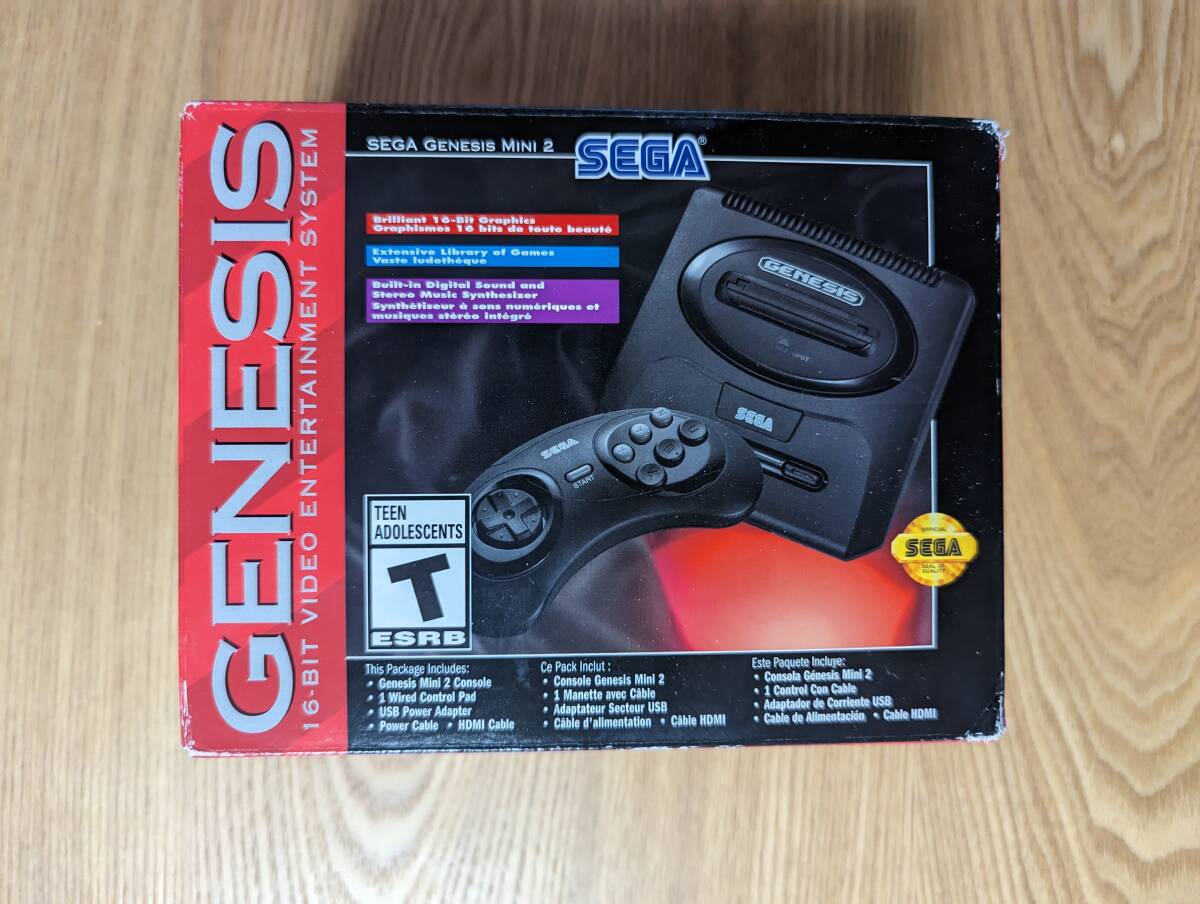 GENESIS
16-BIT VIDEO ENTERTAINMENT SYSTEM
SEGA GENESIS MINI 2
SEGA®
Brilliant 16-Bit Graphics
Graphismes 16 bits de toute beauté
Extensive Library of Games
Vaste ludothèque
Built-in Digital Sound and
Stereo Music Synthesizer
Synthétiseur à sons numériques et
musiques stéréo intégré
GENESIS
SEGA
SEGA
START
TEEN
ADOLESCENTS
T
ESRB
OFFICIAL
SEGA
SEAL OF
QUALITY
This Package Includes:
• Genesis Mini 2 Console
• 1 Wired Control Pad
• USB Power Adapter
• Power Cable • HDMI Cable
Ce Pack Inclut :
• Console Genesis Mini 2
• 1 Manette avec Câble
• Adaptateur Secteur USB
• Câble d'alimentation • Câble HDMI
Este Paquete Incluye:
• Consola Génesis Mini 2
• 1 Control Con Cable
• Adaptador de Corriente USB
• Cable de Alimentación • Cable HDMI